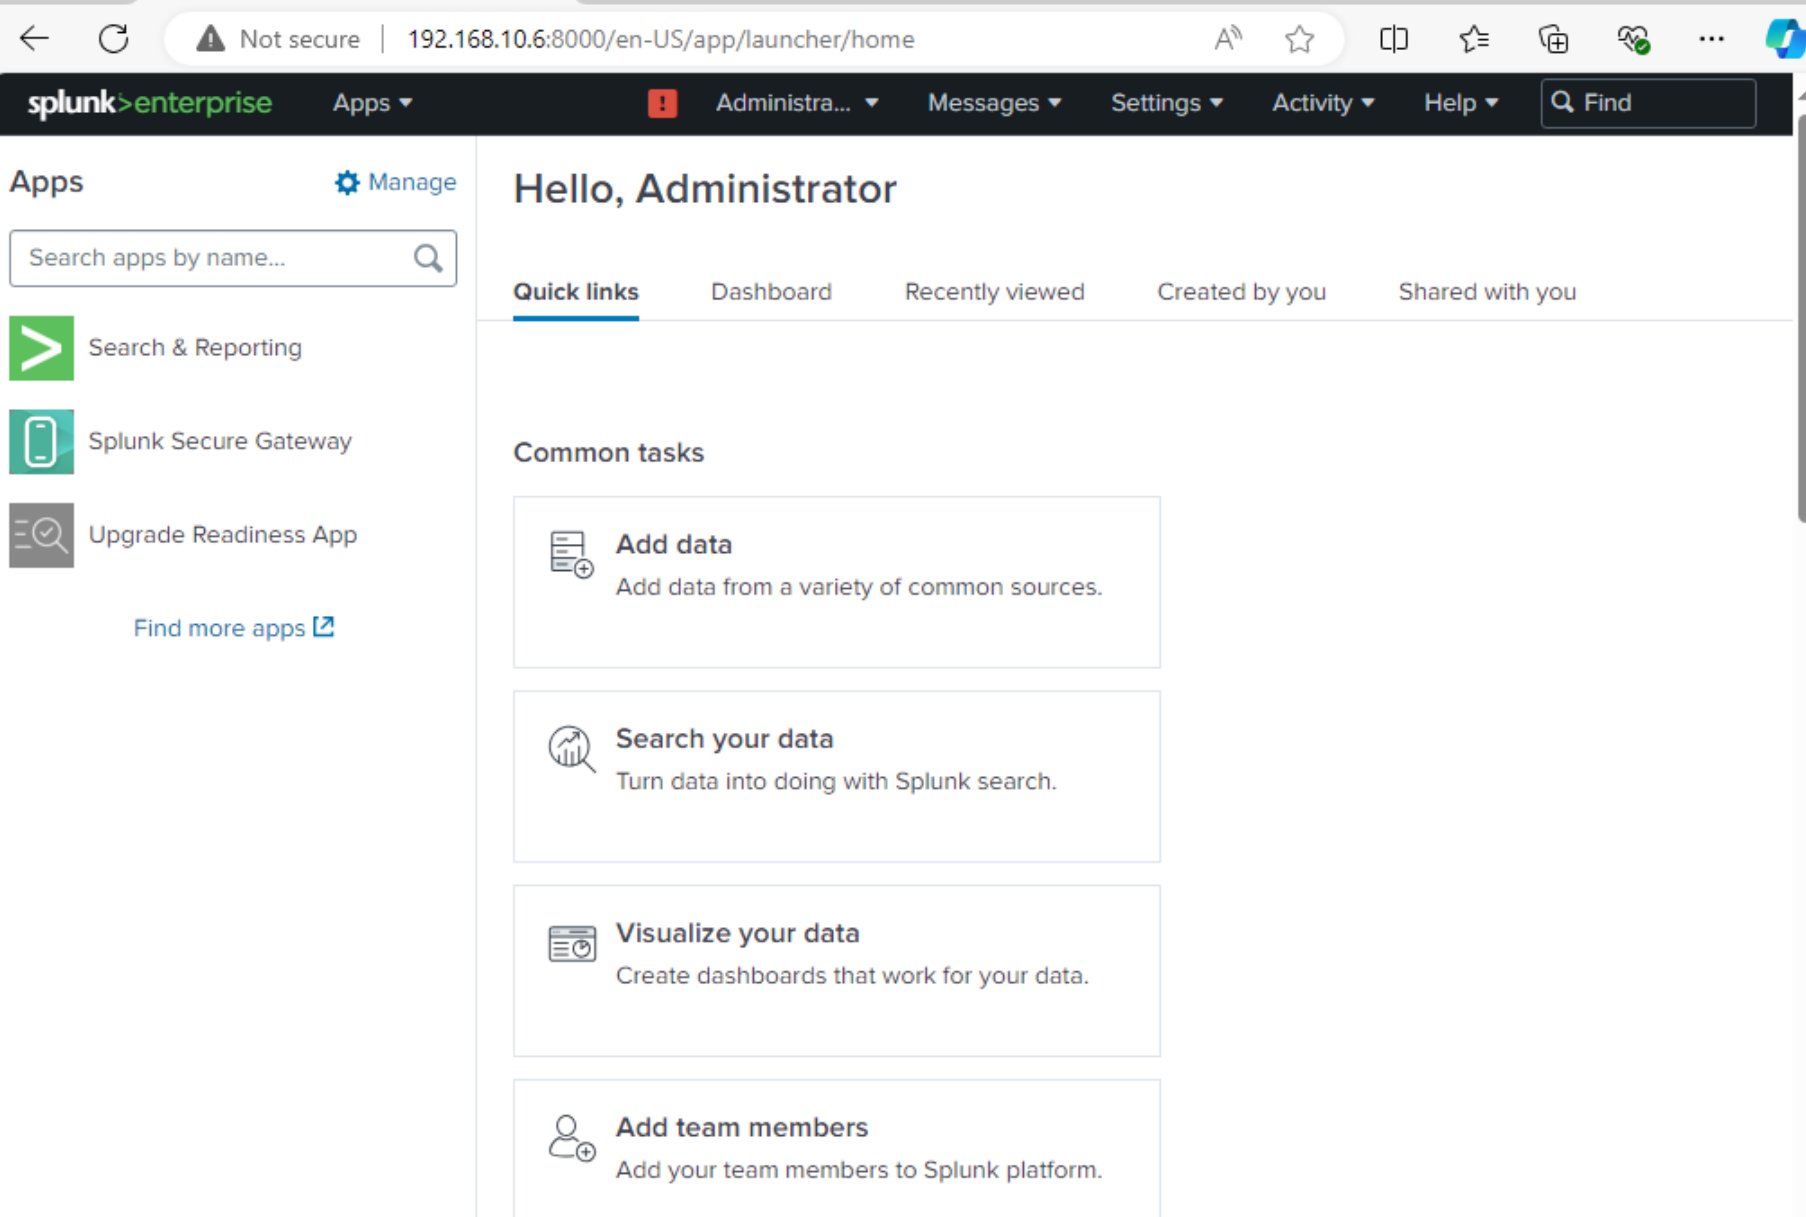 Not secure 192.168.10.6:8000/en-US/app/launcher/home
splunk>enterprise Apps Administra... Messages Settings Activity Help Find
Apps Manage
Search apps by name...
Search & Reporting
Splunk Secure Gateway
Upgrade Readiness App
Find more apps
Hello, Administrator
Quick links Dashboard Recently viewed Created by you Shared with you
Common tasks
Add data
Add data from a variety of common sources.
Search your data
Turn data into doing with Splunk search.
Visualize your data
Create dashboards that work for your data.
Add team members
Add your team members to Splunk platform.